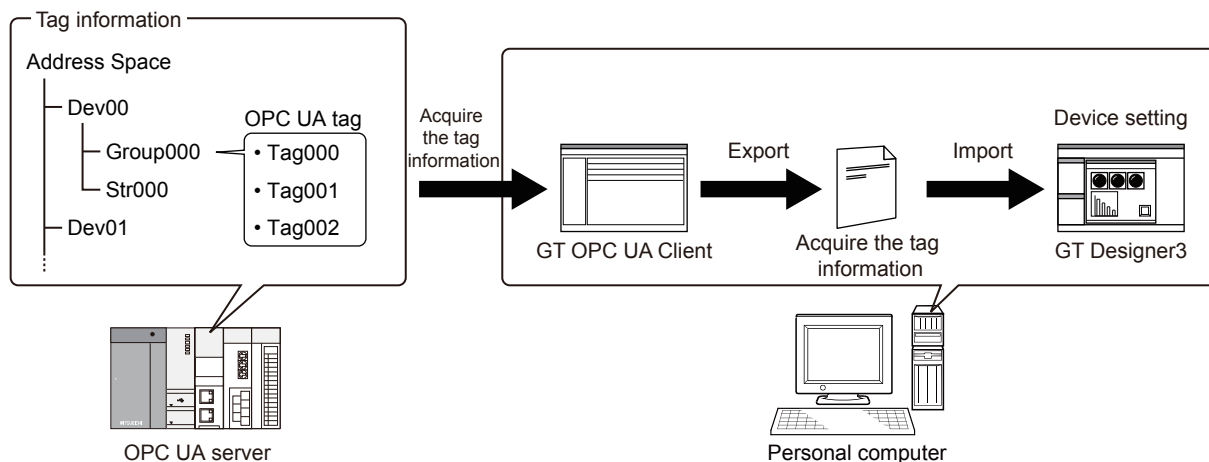 Tag information
Address Space
Dev00
Group000
Str000
Dev01
OPC UA tag
• Tag000
• Tag001
• Tag002
Acquire
the tag
information
GT OPC UA Client
Export
Acquire the tag
information
Import
Device setting
GT Designer3
MITSUBISHI
OPC UA server
Personal computer